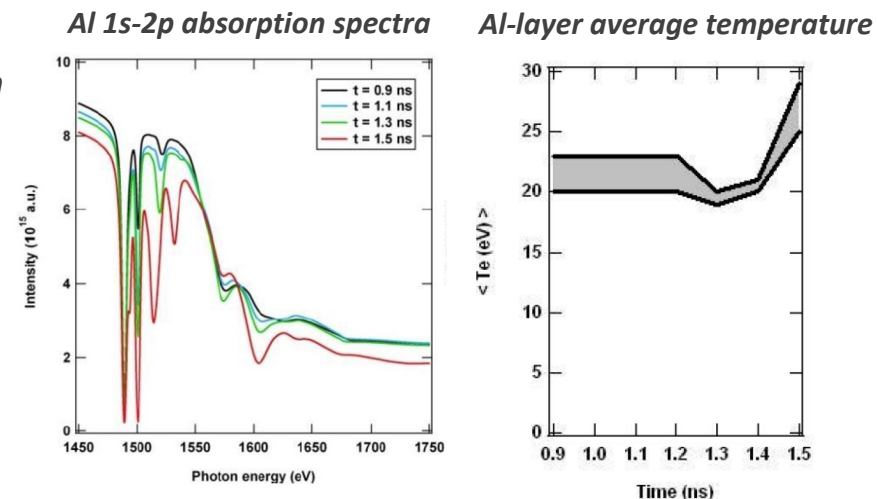 Al 1s-2p absorption spectra
Al-layer average temperature
10
8
6
4
2
0
Intensity (10 15 a.u.)
t = 0.9 ns
t = 1.1 ns
t = 1.3 ns
t = 1.5 ns
1450 1500 1550 1600 1650 1700 1750
Photon energy (eV)
30
25
20
15
10
5
0
< Te (eV) >
0.9 1.0 1.1 1.2 1.3 1.4 1.5
Time (ns)